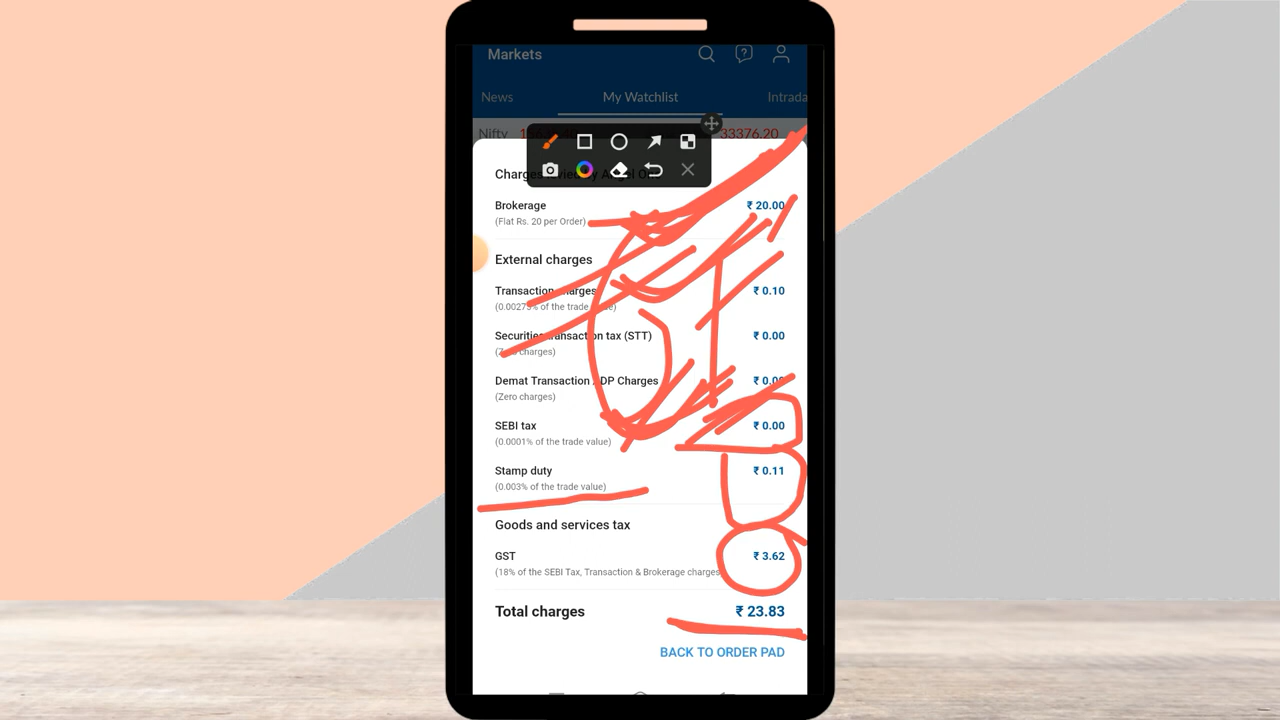 Markets
News My Watchlist Intrada
Nifty 33376.20
Brokerage ₹ 20.00
(Flat Rs. 20 per Order)
External charges
Transaction charges ₹ 0.10
(0.00275% of the trade value)
Securities transaction tax (STT) ₹ 0.00
(Zero charges)
Demat Transaction / DP Charges ₹ 0.00
(Zero charges)
SEBI tax ₹ 0.00
(0.0001% of the trade value)
Stamp duty ₹ 0.11
(0.003% of the trade value)
Goods and services tax
GST ₹ 3.62
(18% of the SEBI Tax, Transaction & Brokerage charges
Total charges ₹ 23.83
BACK TO ORDER PAD